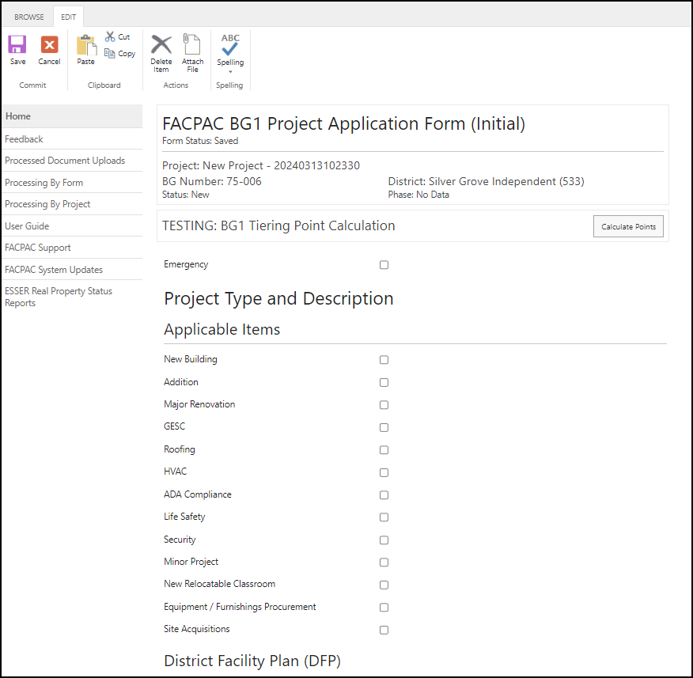 BROWSE EDIT
Save Cancel Paste Cut Copy Delete Item Attach File ABC Spelling
Commit Clipboard Actions Spelling
Home
Feedback
Processed Document Uploads
Processing By Form
Processing By Project
User Guide
FACPAC Support
FACPAC System Updates
ESSER Real Property Status
Reports
FACPAC BG1 Project Application Form (Initial)
Form Status: Saved
Project: New Project - 20240313102330
BG Number: 75-006 District: Silver Grove Independent (533)
Status: New Phase: No Data
TESTING: BG1 Tiering Point Calculation Calculate Points
Emergency
Project Type and Description
Applicable Items
New Building
Addition
Major Renovation
GESC
Roofing
HVAC
ADA Compliance
Life Safety
Security
Minor Project
New Relocatable Classroom
Equipment / Furnishings Procurement
Site Acquisitions
District Facility Plan (DFP)